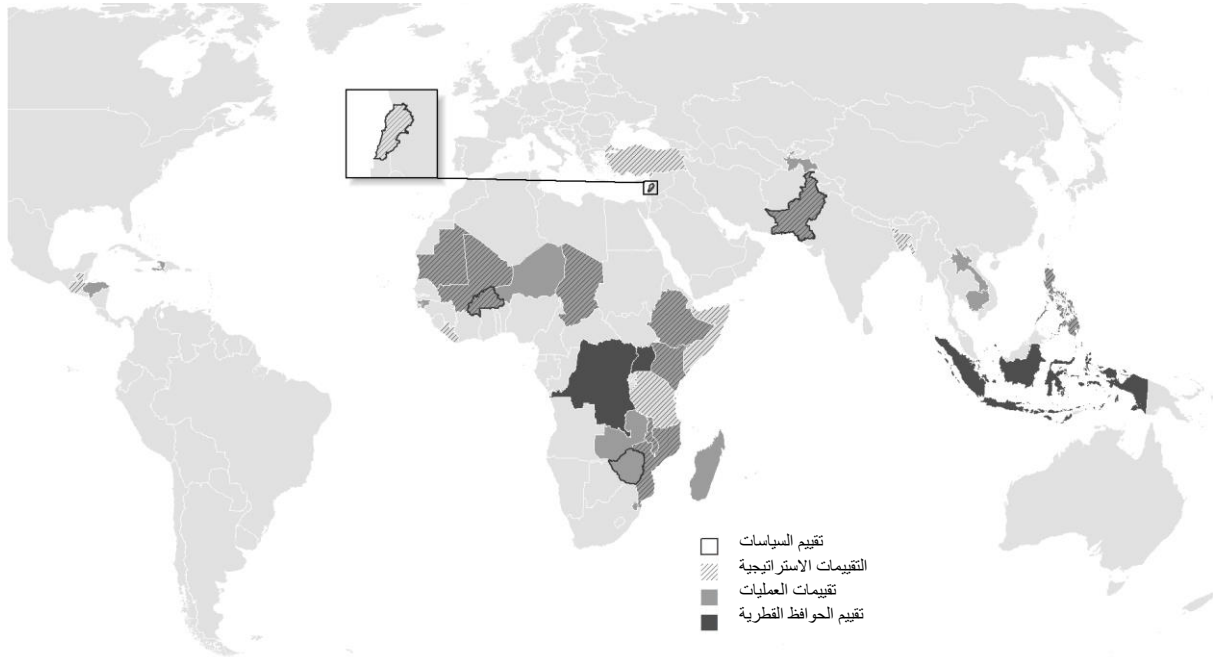 تقييم السياسات
التقييمات الاستراتيجية
تقييمات العمليات
تقييم الحوافظ القطرية